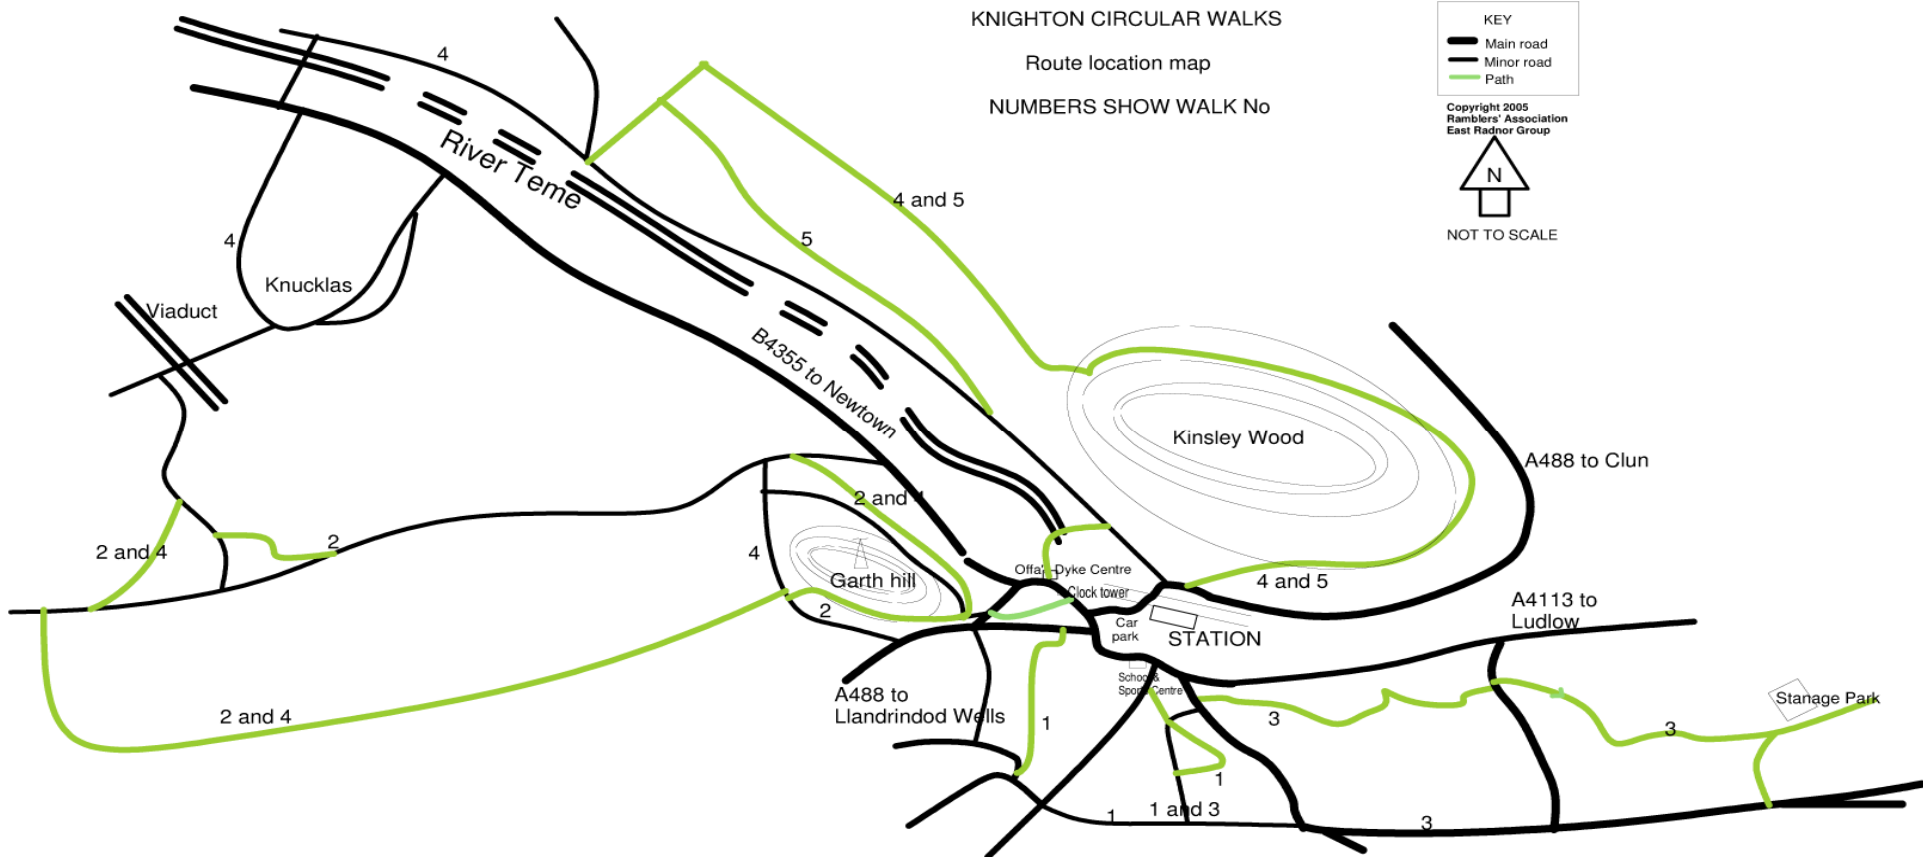 KNIGHTON CIRCULAR WALKS
Route location map
NUMBERS SHOW WALK No
KEY
Main road
Minor road
Path
Copyright 2005
Ramblers' Association
East Radnor Group
N
NOT TO SCALE
4
River Teme
4 and 5
5
4
Knucklas
Viaduct
B4355 to Newtown
Kinsley Wood
A488 to Clun
2 and 4
2 and 4
2
4
Garth hill
2
Offa's Dyke Centre
Clock tower
4 and 5
Car
park
STATION
A4113 to
Ludlow
School &
Sports Centre
A488 to
Llandrindod Wells
2 and 4
1
3
3
Stanage Park
1
1
1 and 3
3